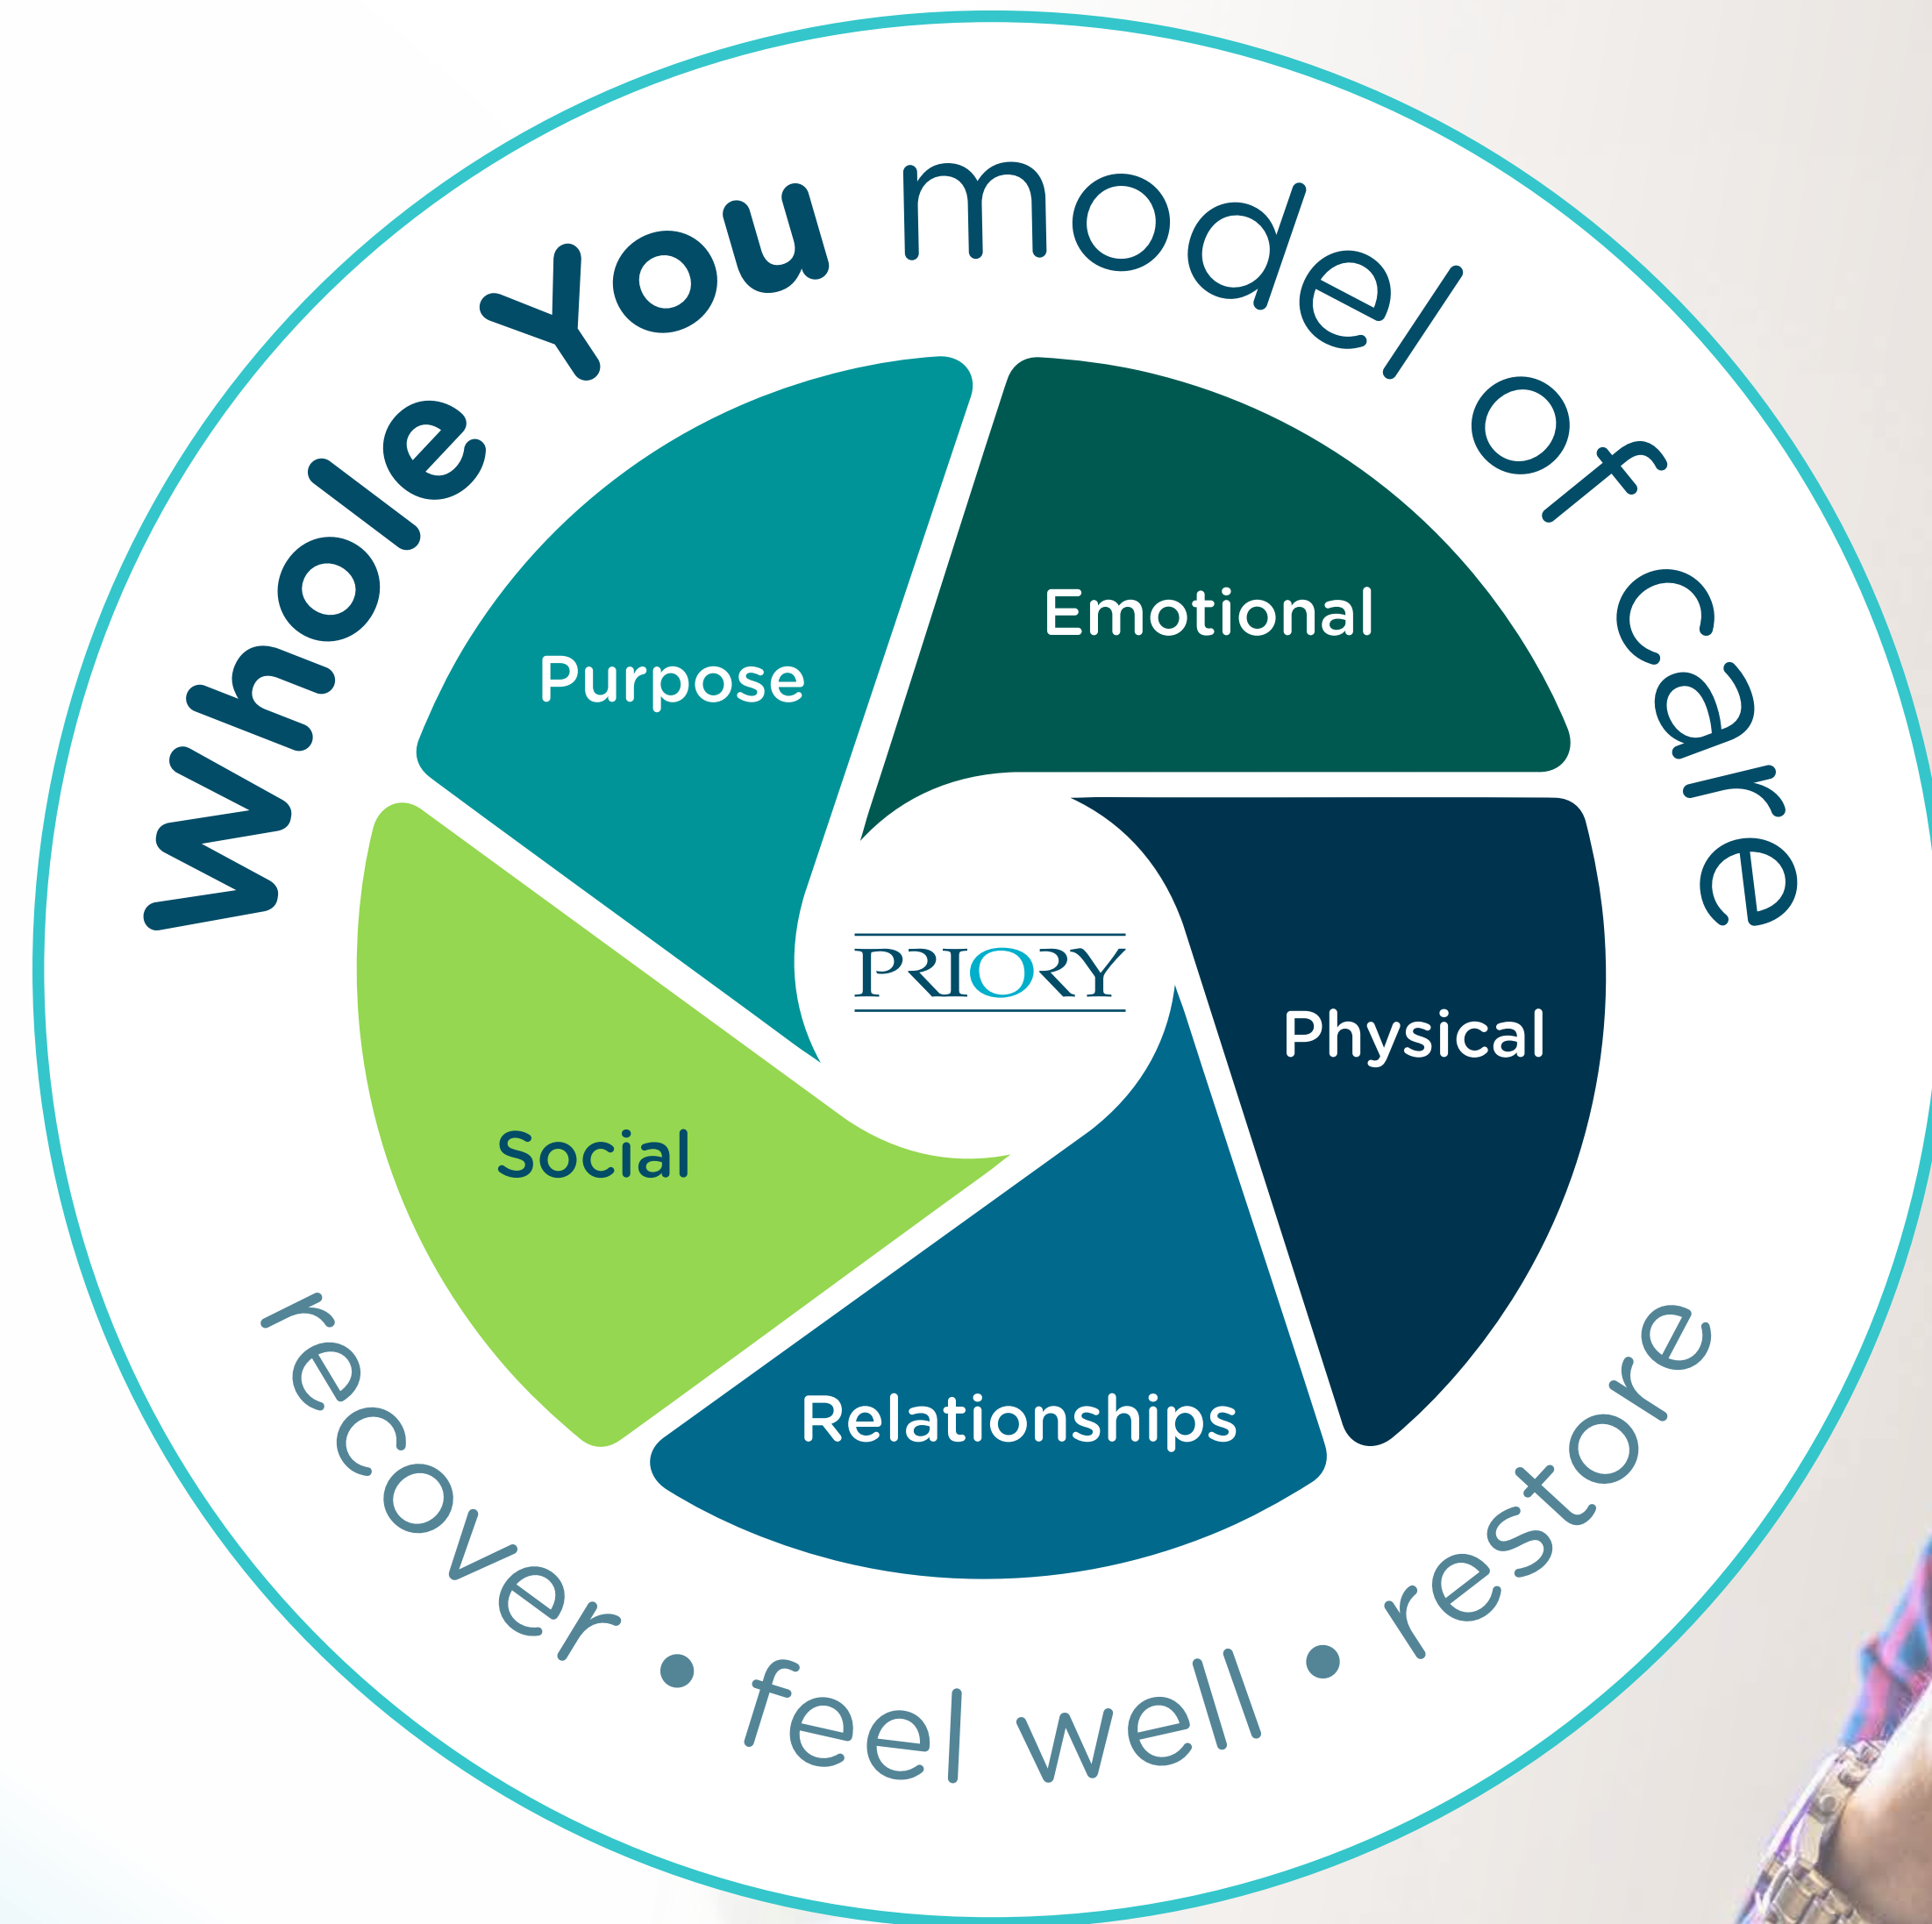 Whole You model of care
Emotional
Purpose
PRIORY
Physical
Social
Relationships
recover • feel well • restore